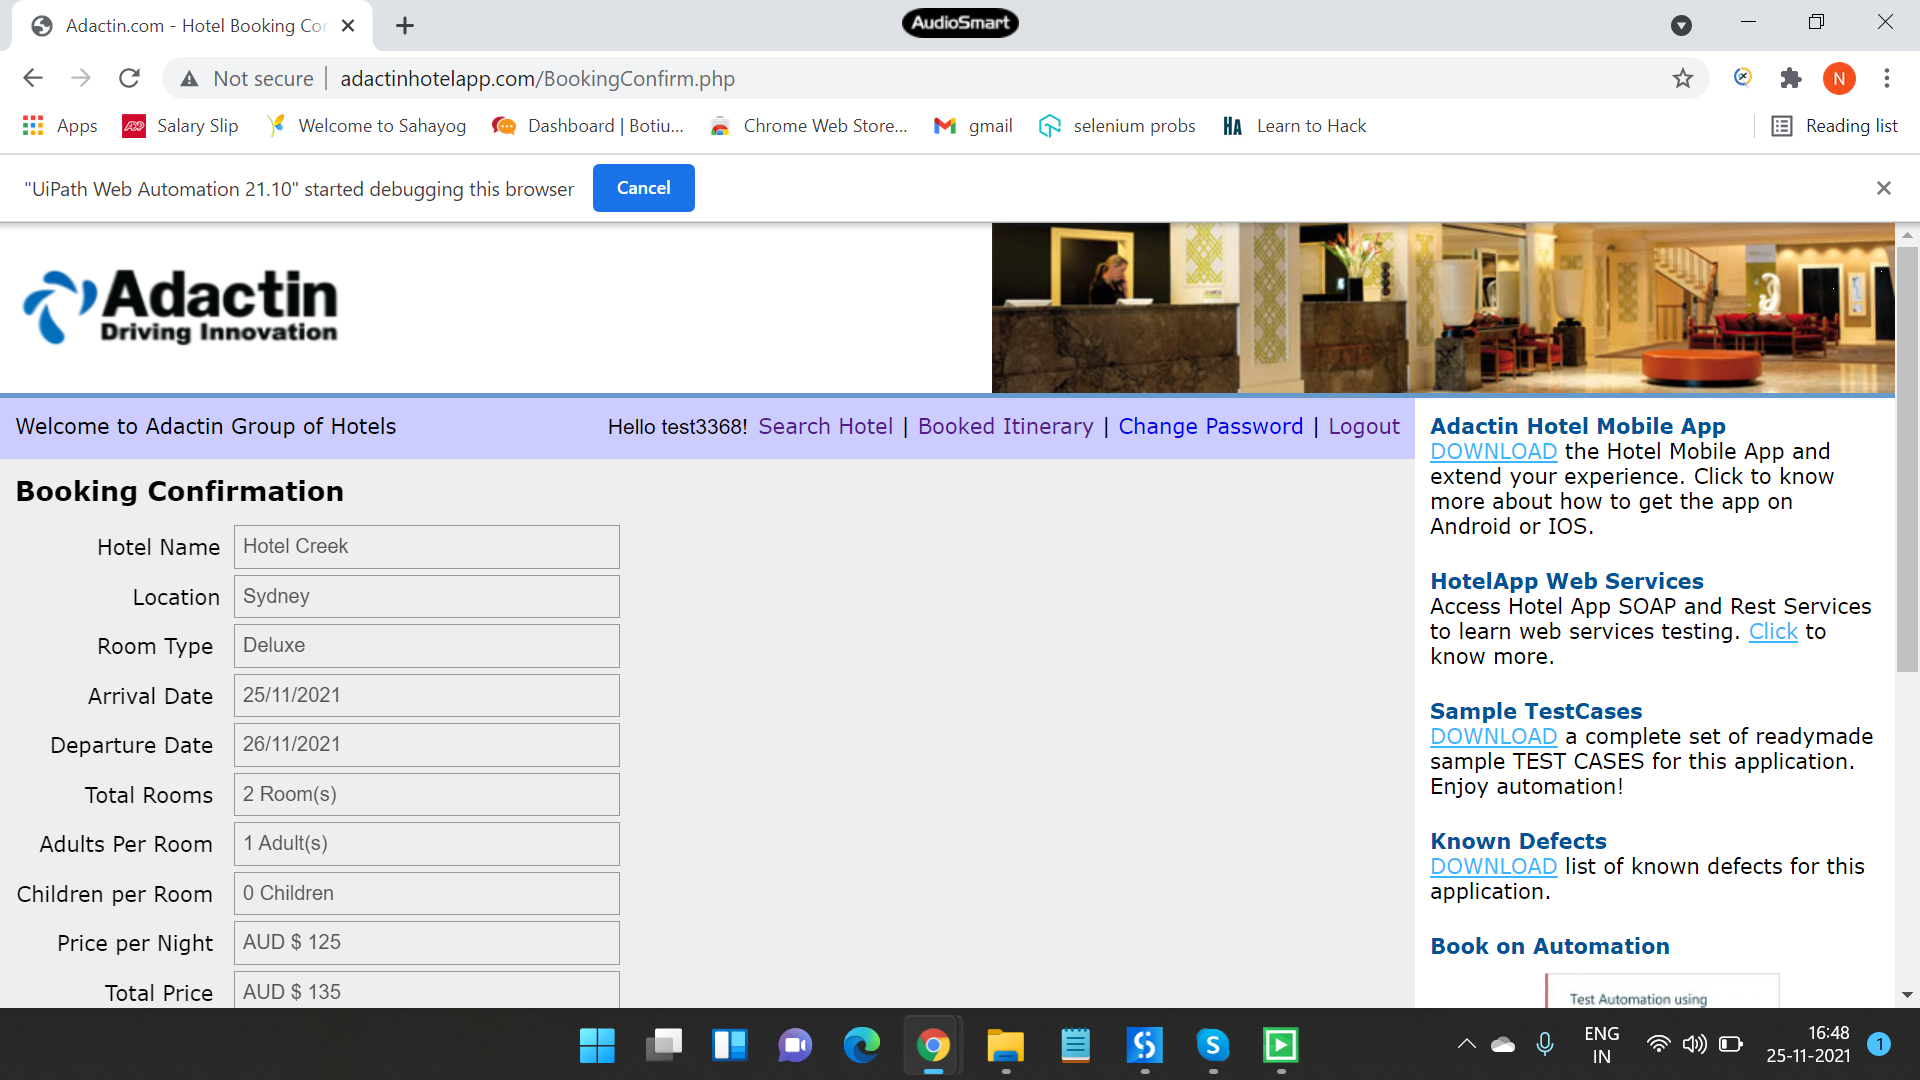 Adactin.com - Hotel Booking Cor
AudioSmart
Not secure
adactinhotelapp.com/BookingConfirm.php
N
Apps
ADP
Salary Slip
Welcome to Sahayog
Dashboard | Botiu...
Chrome Web Store...
gmail
selenium probs
HA
Learn to Hack
Reading list
"UiPath Web Automation 21.10" started debugging this browser
Cancel
Adactin
Driving Innovation
Welcome to Adactin Group of Hotels
Hello test3368! Search Hotel | Booked Itinerary | Change Password | Logout
Booking Confirmation
Hotel Name Hotel Creek
Location Sydney
Room Type Deluxe
Arrival Date 25/11/2021
Departure Date 26/11/2021
Total Rooms 2 Room(s)
Adults Per Room 1 Adult(s)
Children per Room 0 Children
Price per Night AUD $ 125
Total Price AUD $ 135
Adactin Hotel Mobile App
DOWNLOAD the Hotel Mobile App and
extend your experience. Click to know
more about how to get the app on
Android or IOS.
HotelApp Web Services
Access Hotel App SOAP and Rest Services
to learn web services testing. Click to
know more.
Sample TestCases
DOWNLOAD a complete set of readymade
sample TEST CASES for this application.
Enjoy automation!
Known Defects
DOWNLOAD list of known defects for this
application.
Book on Automation
Test Automation using
S
ENG
IN
16:48
25-11-2021
1